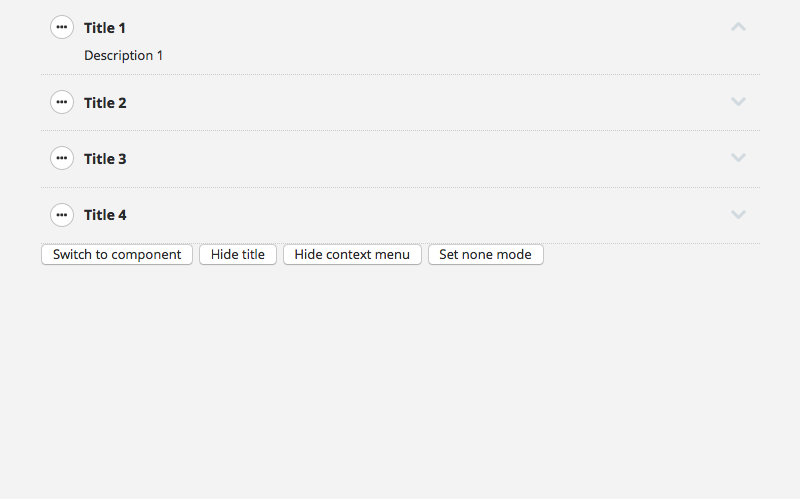 Title 1
Description 1
Title 2
Title 3
Title 4
Switch to component Hide title Hide context menu Set none mode